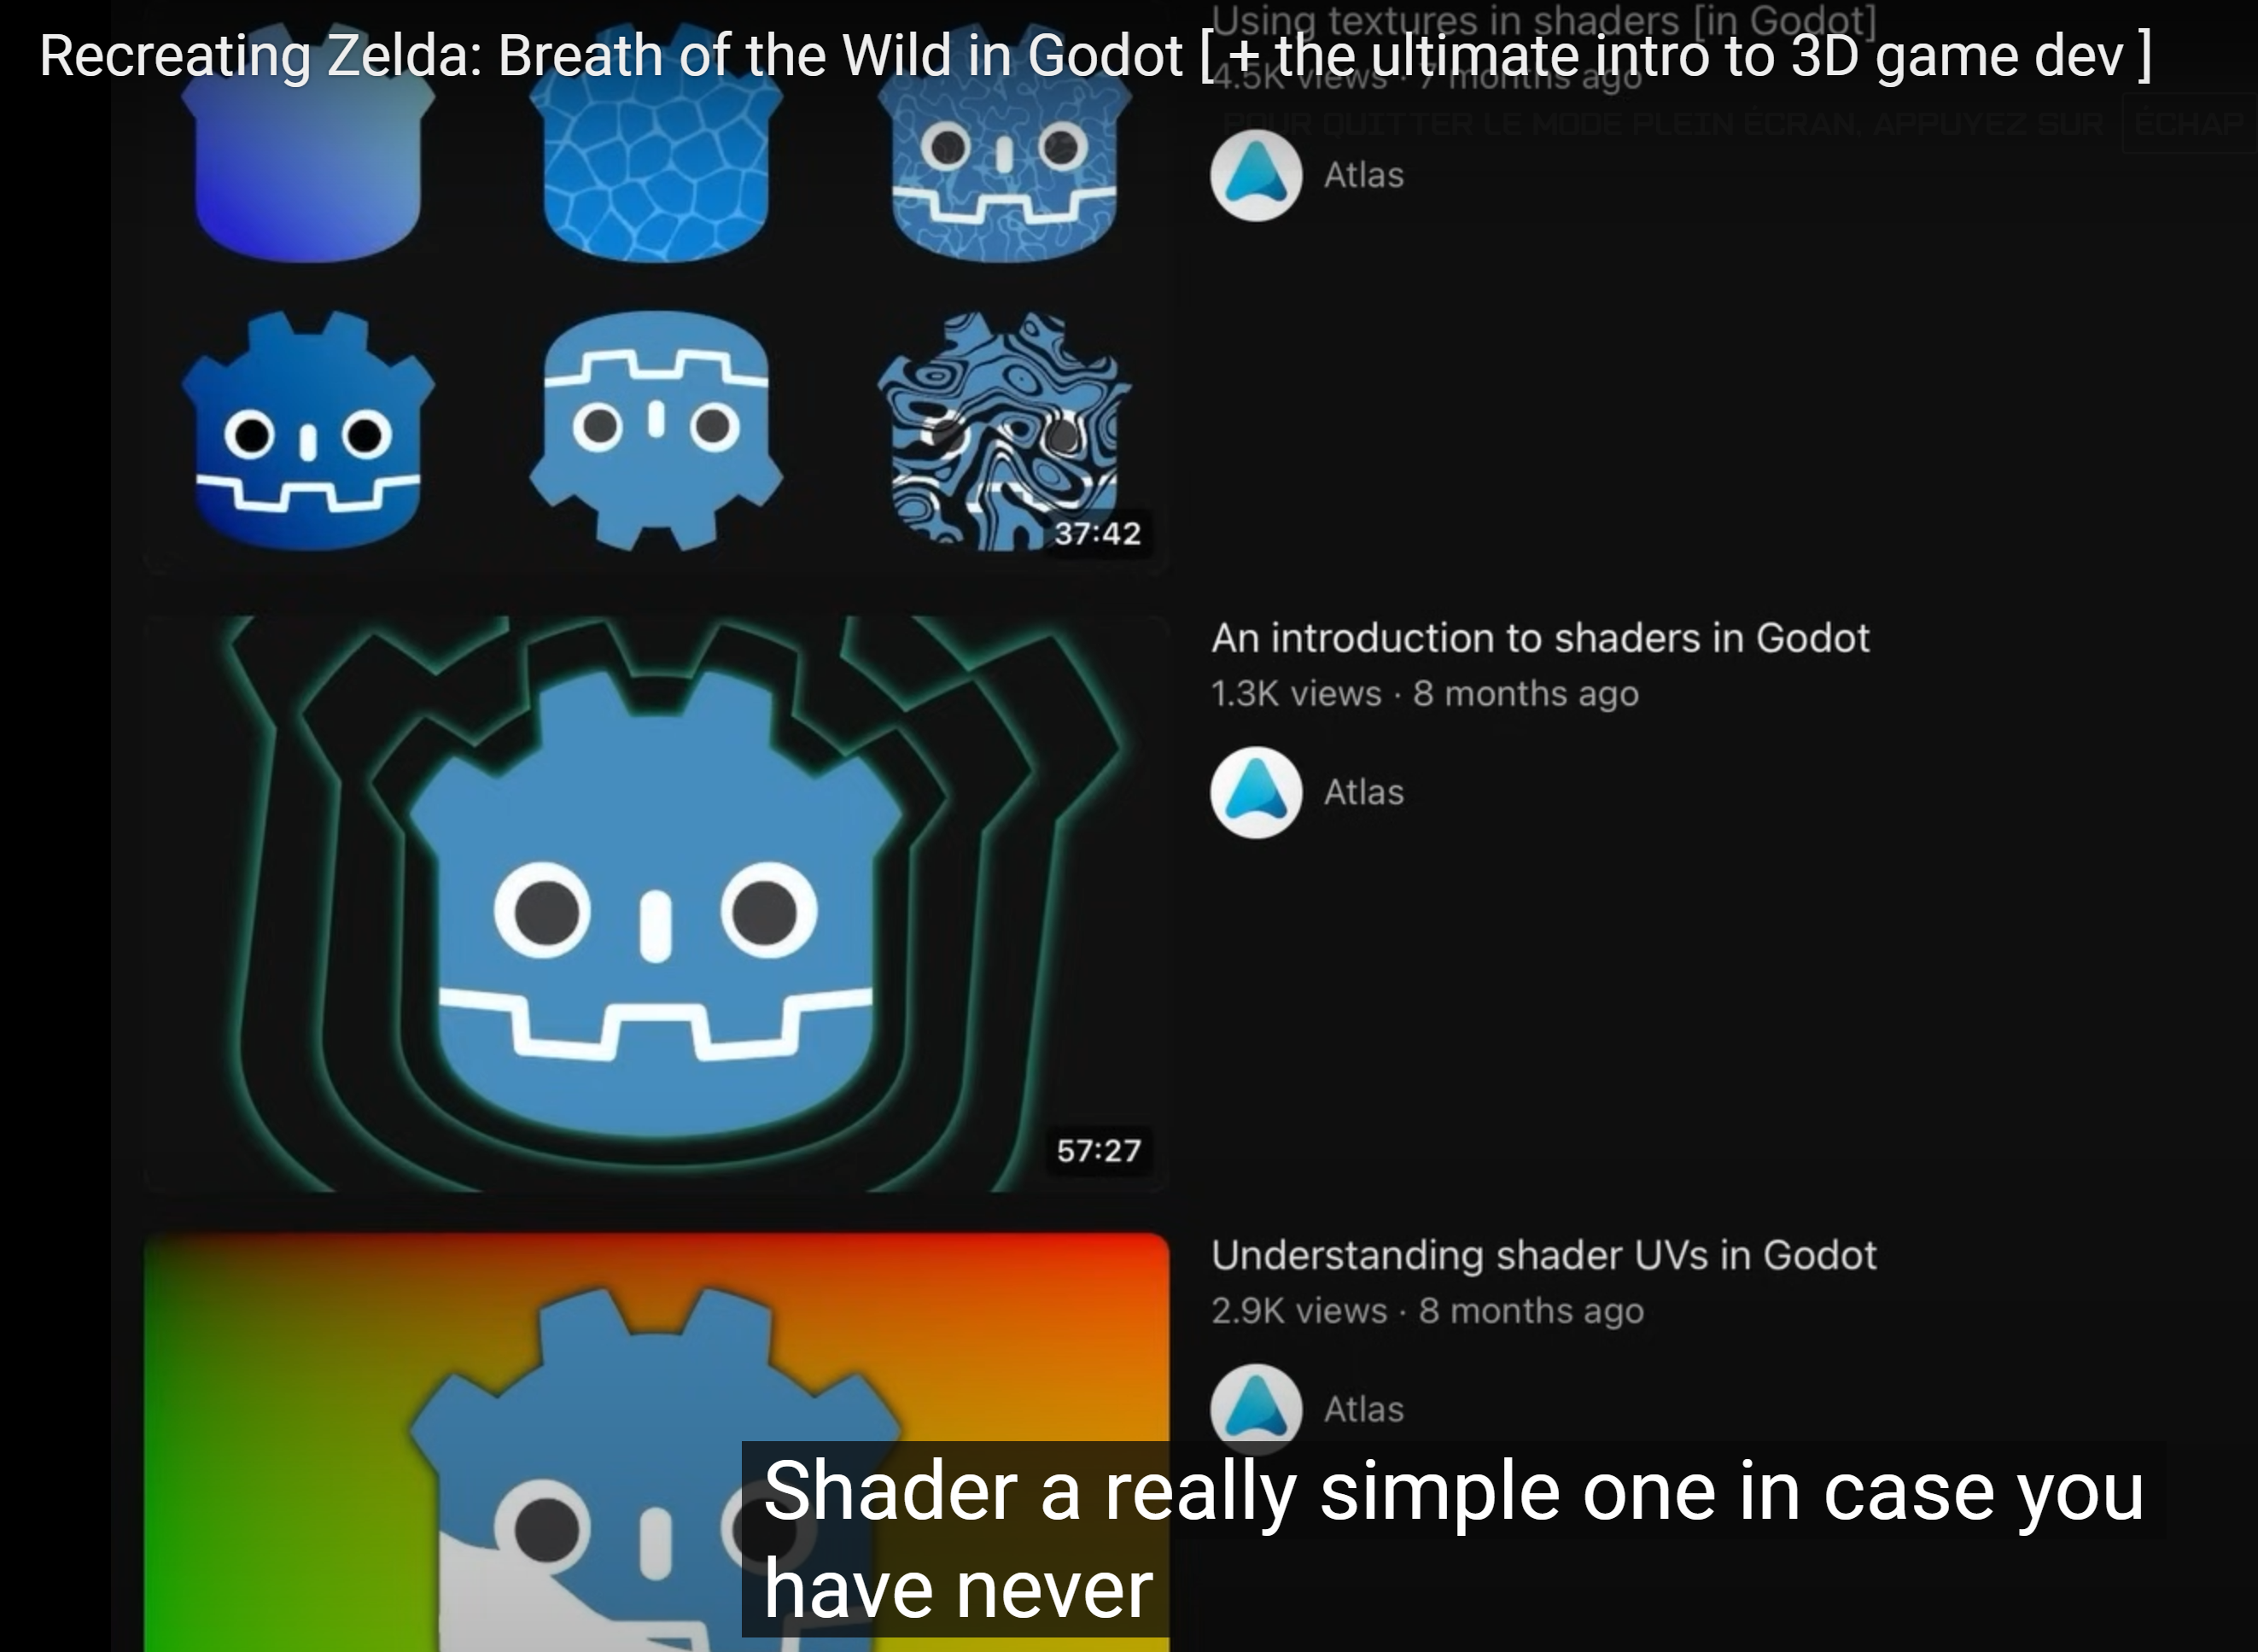 Using textures in shaders [in Godot]
Recreating Zelda: Breath of the Wild in Godot [ + the ultimate intro to 3D game dev ]
4.5K views · 7 months ago
POUR QUITTER LE MODE PLEIN ÉCRAN, APPUYEZ SUR ÉCHAP
Atlas
37:42
An introduction to shaders in Godot
1.3K views · 8 months ago
Atlas
57:27
Understanding shader UVs in Godot
2.9K views · 8 months ago
Atlas
Shader a really simple one in case you
have never